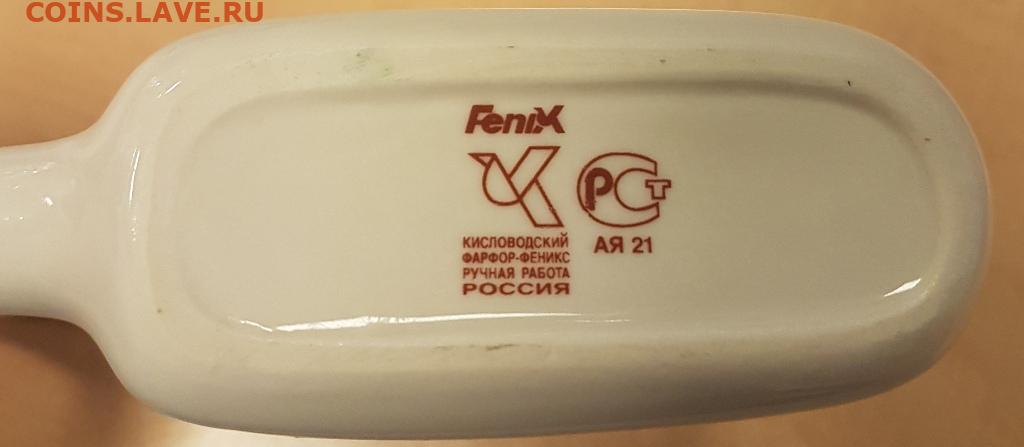 COINS.LAVE.RU
FeniX
РСТ
АЯ 21
КИСЛОВОДСКИЙ
ФАРФОР-ФЕНИКС
РУЧНАЯ РАБОТА
РОССИЯ